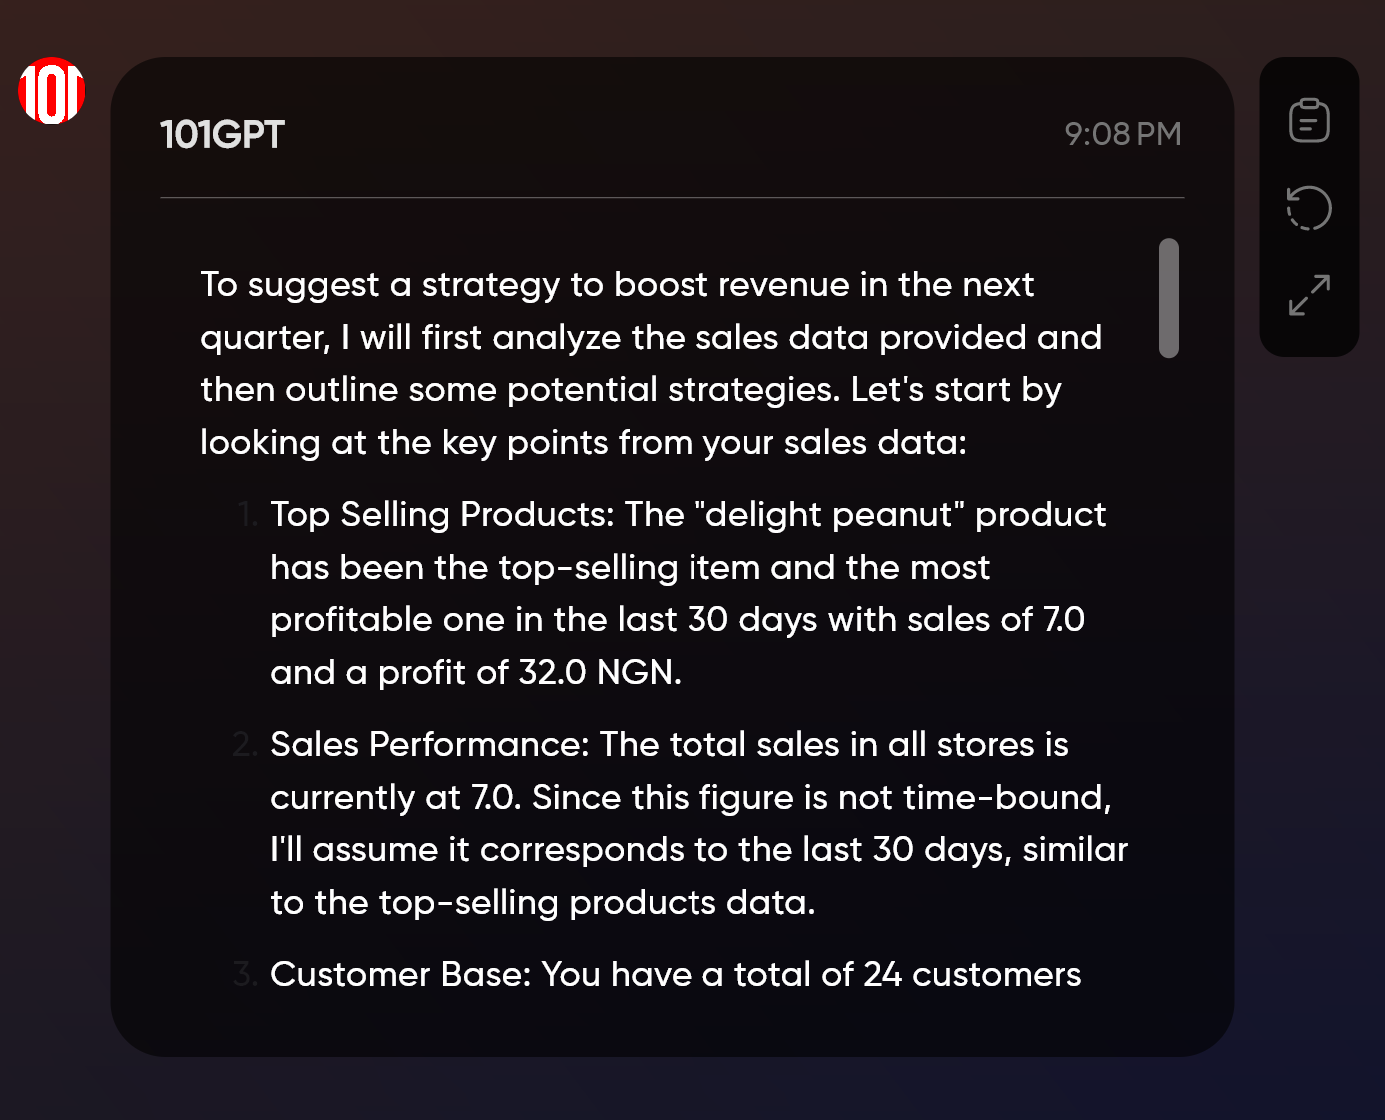 101
101GPT
9:08 PM
To suggest a strategy to boost revenue in the next
quarter, I will first analyze the sales data provided and
then outline some potential strategies. Let's start by
looking at the key points from your sales data:
1. Top Selling Products: The "delight peanut" product
has been the top-selling item and the most
profitable one in the last 30 days with sales of 7.0
and a profit of 32.0 NGN.
2. Sales Performance: The total sales in all stores is
currently at 7.0. Since this figure is not time-bound,
I'll assume it corresponds to the last 30 days, similar
to the top-selling products data.
3. Customer Base: You have a total of 24 customers